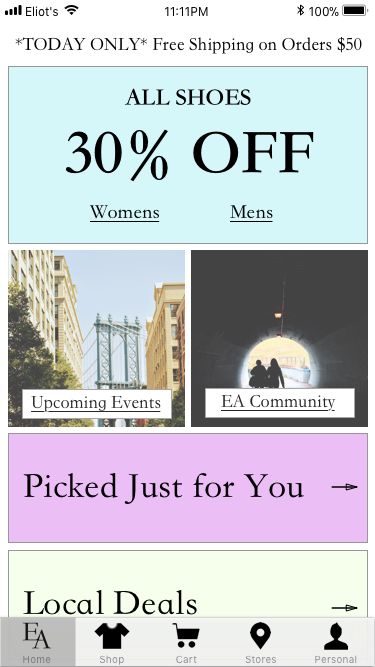 Eliot's 11:11PM 100%
*TODAY ONLY* Free Shipping on Orders $50
ALL SHOES
30% OFF
Womens Mens
Upcoming Events EA Community
Picked Just for You
Local Deals
EA
Home Shop Cart Stores Personal